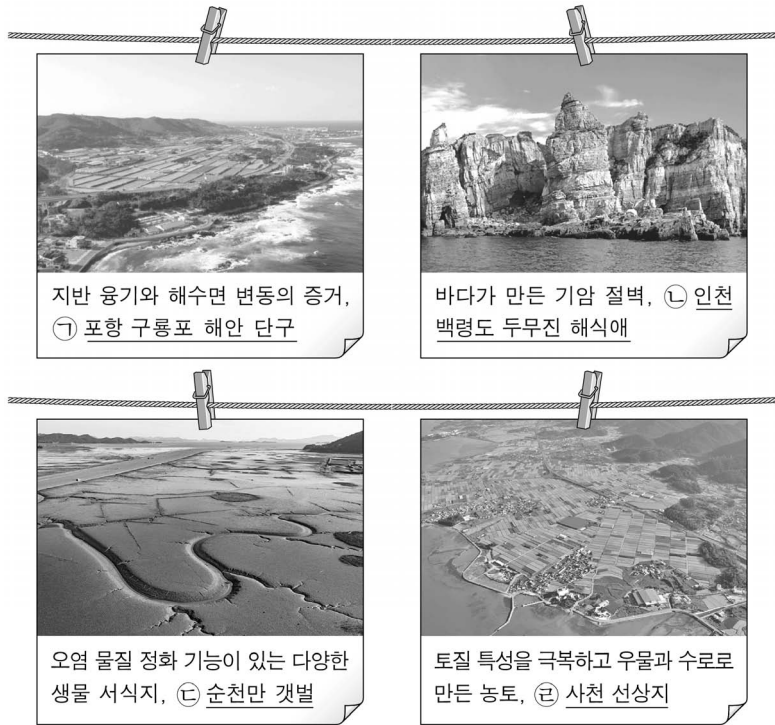 지반 융기와 해수면 변동의 증거,
㉠ 포항 구룡포 해안 단구
바다가 만든 기암 절벽, ㉡ 인천
백령도 두무진 해식애
오염 물질 정화 기능이 있는 다양한
생물 서식지, ㉢ 순천만 갯벌
토질 특성을 극복하고 우물과 수로로
만든 농토, ㉣ 사천 선상지